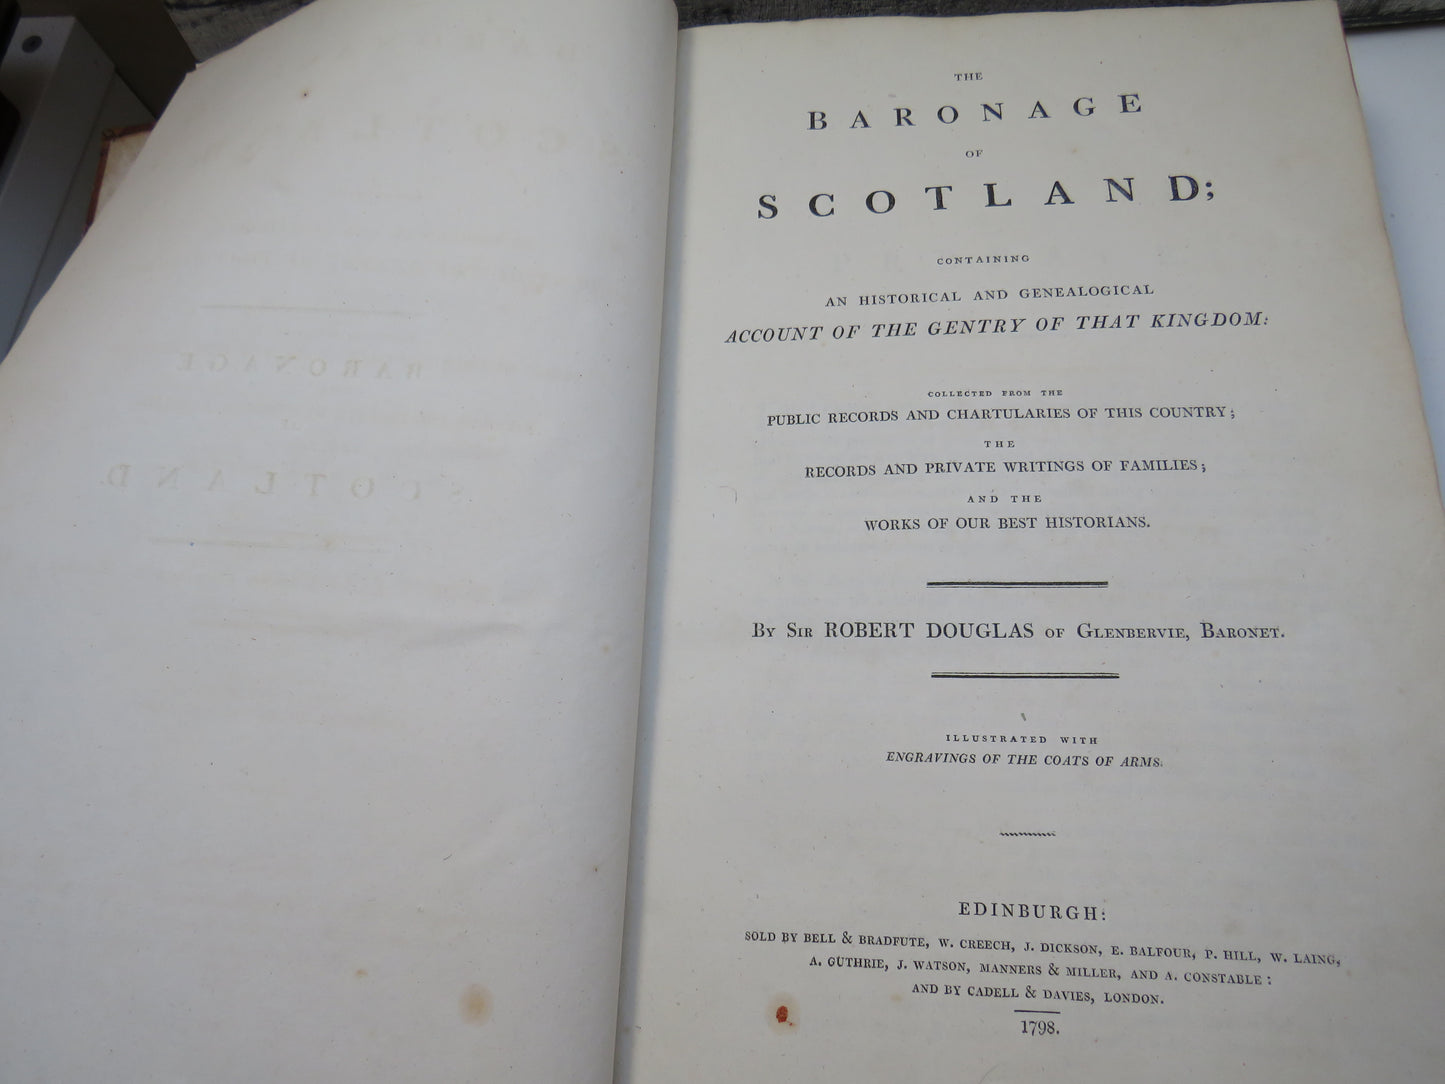 THE
BARONAGE
OF
SCOTLAND;
CONTAINING
AN HISTORICAL AND GENEALOGICAL
ACCOUNT OF THE GENTRY OF THAT KINGDOM:
COLLECTED FROM THE
PUBLIC RECORDS AND CHARTULARIES OF THIS COUNTRY;
THE
RECORDS AND PRIVATE WRITINGS OF FAMILIES;
AND THE
WORKS OF OUR BEST HISTORIANS.
BY SIR ROBERT DOUGLAS OF GLENBERVIE, BARONET.
ILLUSTRATED WITH
ENGRAVINGS OF THE COATS OF ARMS.
EDINBURGH:
SOLD BY BELL & BRADFUTE, W. CREECH, J. DICKSON, E. BALFOUR, P. HILL, W. LAING,
A. GUTHRIE, J. WATSON, MANNERS & MILLER, AND A. CONSTABLE:
AND BY CADELL & DAVIES, LONDON.
1798.